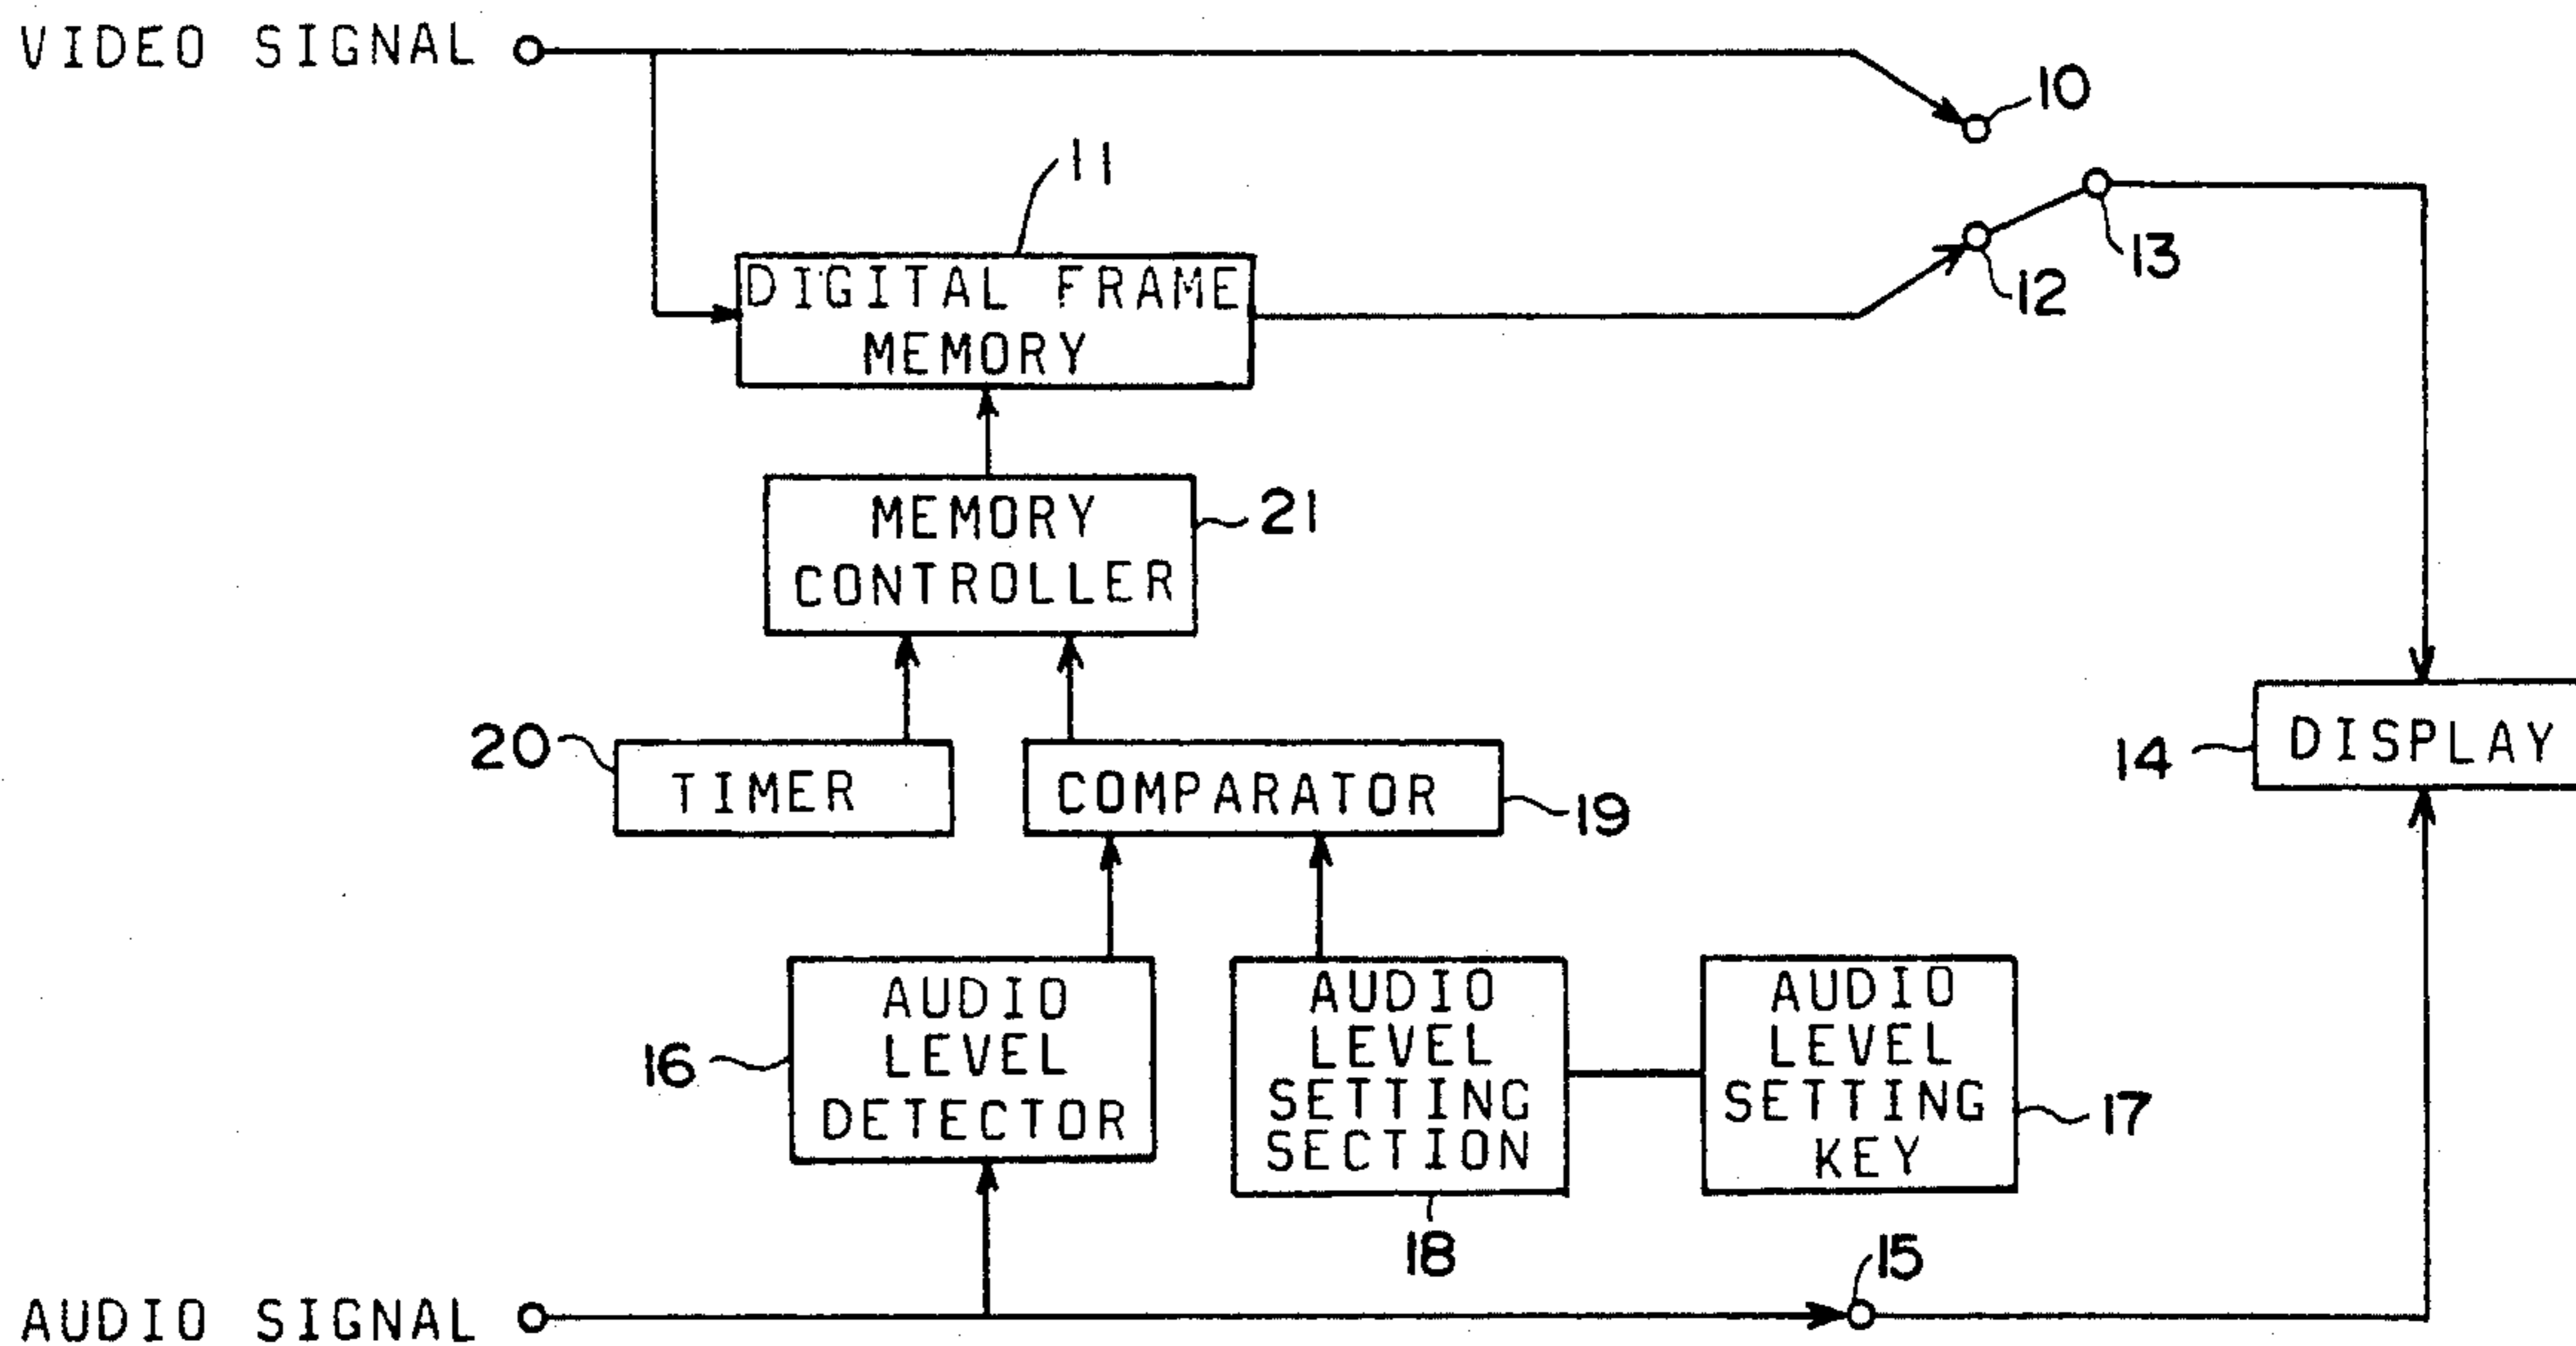 VIDEO SIGNAL
10
11
13
12
DIGITAL FRAME
MEMORY
MEMORY
CONTROLLER
21
20
TIMER
COMPARATOR
19
14
DISPLAY
16
AUDIO
LEVEL
DETECTOR
AUDIO
LEVEL
SETTING
SECTION
18
AUDIO
LEVEL
SETTING
KEY
17
15
AUDIO SIGNAL